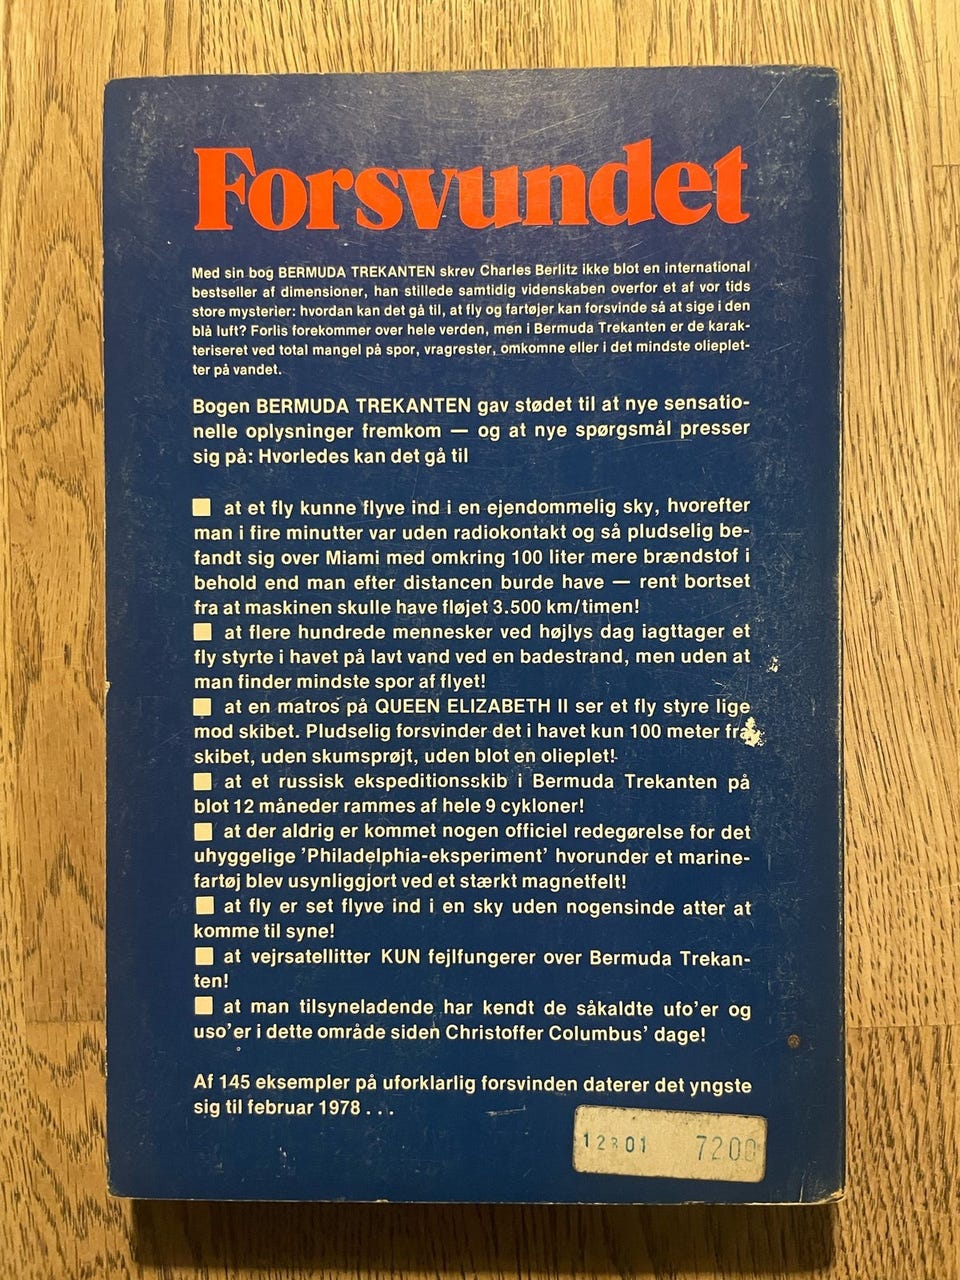 Forsvundet
Med sin bog BERMUDA TREKANTEN skrev Charles Berlitz ikke blot en international
bestseller af dimensioner, han stillede samtidig videnskaben overfor et af vor tids
store mysterier: hvordan kan det gå til, at fly og fartøjer kan forsvinde så at sige i den
blå luft? Forlis forekommer over hele verden, men i Bermuda Trekanten er de karak-
teriseret ved total mangel på spor, vragrester, omkomne eller i det mindste oliеplet-
ter på vandet.
Bogen BERMUDA TREKANTEN gav stødet til at nye sensatio-
nelle oplysninger fremkom — og at nye spørgsmål presser
sig på: Hvorledes kan det gå til
■ at et fly kunne flyve ind i en ejendommelig sky, hvorefter
man i fire minutter var uden radiokontakt og så pludselig be-
fandt sig over Miami med omkring 100 liter mere brændstof i
behold end man efter distancen burde have — rent bortset
fra at maskinen skulle have fløjet 3.500 km/timen!
■ at flere hundrede mennesker ved højlys dag iagttager et
fly styrte i havet på lavt vand ved en badestrand, men uden at
man finder mindste spor af flyet!
■ at en matros på QUEEN ELIZABETH II ser et fly styre lige
mod skibet. Pludselig forsvinder det i havet kun 100 meter fra
skibet, uden skumsprøjt, uden blot en olieplet!
■ at et russisk ekspeditionsskib i Bermuda Trekanten på
blot 12 måneder rammes af hele 9 cykloner!
■ at der aldrig er kommet nogen officiel redegørelse for det
uhyggelige 'Philadelphia-eksperiment' hvorunder et marine-
fartøj blev usynliggjort ved et stærkt magnetfelt!
■ at fly er set flyve ind i en sky uden nogensinde atter at
komme til syne!
■ at vejrsatellitter KUN fejlfungerer over Bermuda Trekan-
ten!
■ at man tilsyneladende har kendt de såkaldte ufo'er og
uso'er i dette område siden Christoffer Columbus' dage!
Af 145 eksempler på uforklarlig forsvinden daterer det yngste
sig til februar 1978 . . .
12801 7200